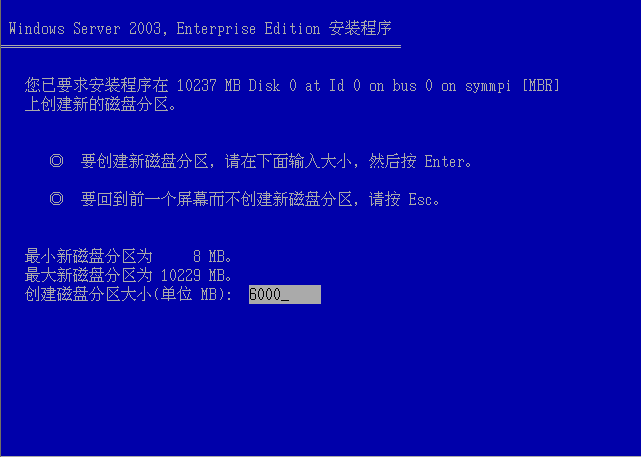 Windows Server 2003, Enterprise Edition 安装程序
您已要求安装程序在 10237 MB Disk 0 at Id 0 on bus 0 on symmpi [MBR]
上创建新的磁盘分区。
◎ 要创建新磁盘分区，请在下面输入大小，然后按 Enter。
◎ 要回到前一个屏幕而不创建新磁盘分区，请按 Esc。
最小新磁盘分区为 8 MB。
最大新磁盘分区为 10229 MB。
创建磁盘分区大小(单位 MB): 6000_